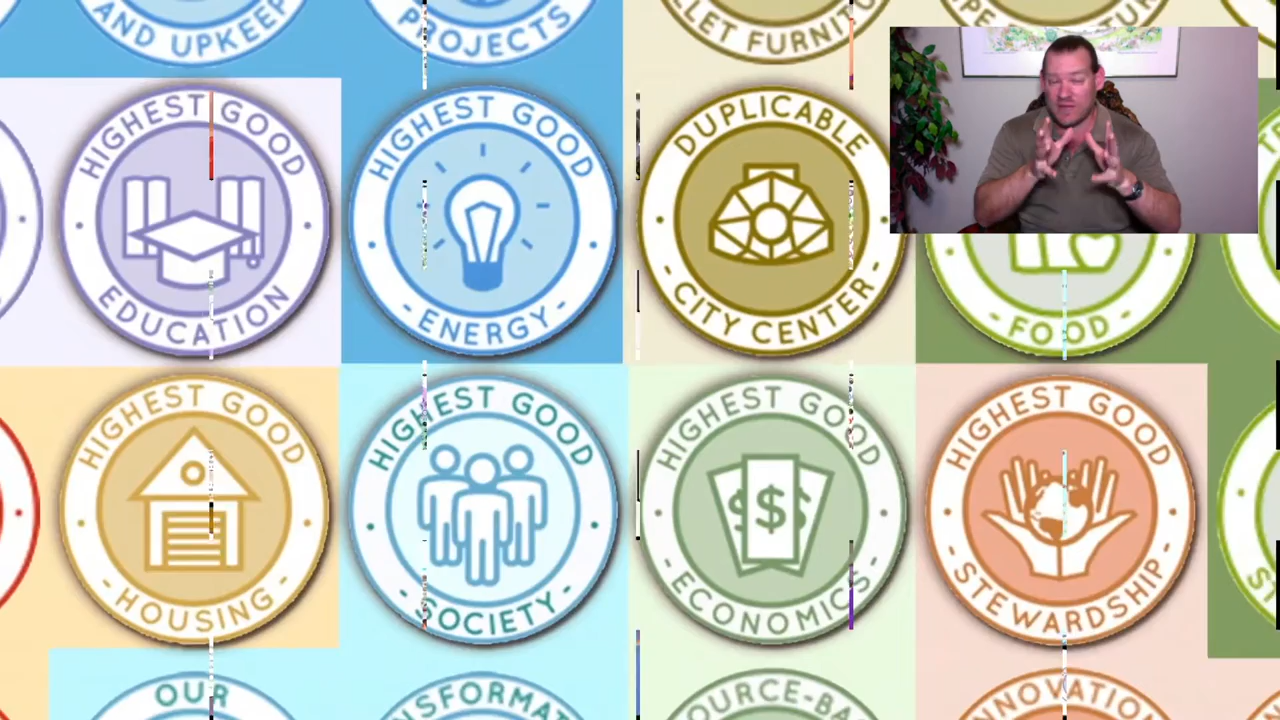 AND UPKEEP
PROJECTS
HIGHEST GOOD
EDUCATION
HIGHEST GOOD
- ENERGY -
DUPLICABLE
- CITY CENTER -
- FOOD -
HIGHEST GOOD
- HOUSING -
HIGHEST GOOD
- SOCIETY -
HIGHEST GOOD
$ $ $
- ECONOMICS -
HIGHEST GOOD
- STEWARDSHIP -
OUR